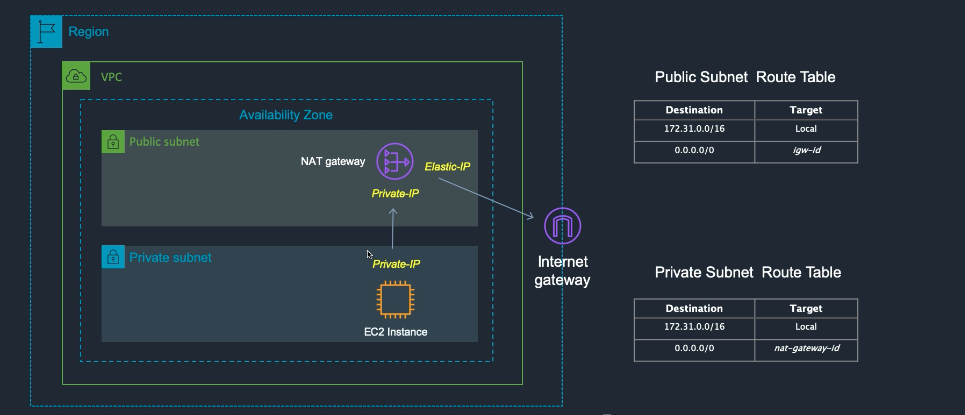 Region
VPC
Availability Zone
Public subnet
NAT gateway
Elastic-IP
Private-IP
Private subnet
Private-IP
EC2 Instance
Internet
gateway
Public Subnet Route Table
Destination Target
172.31.0.0/16 Local
0.0.0.0/0 igw-id
Private Subnet Route Table
Destination Target
172.31.0.0/16 Local
0.0.0.0/0 nat-gateway-id